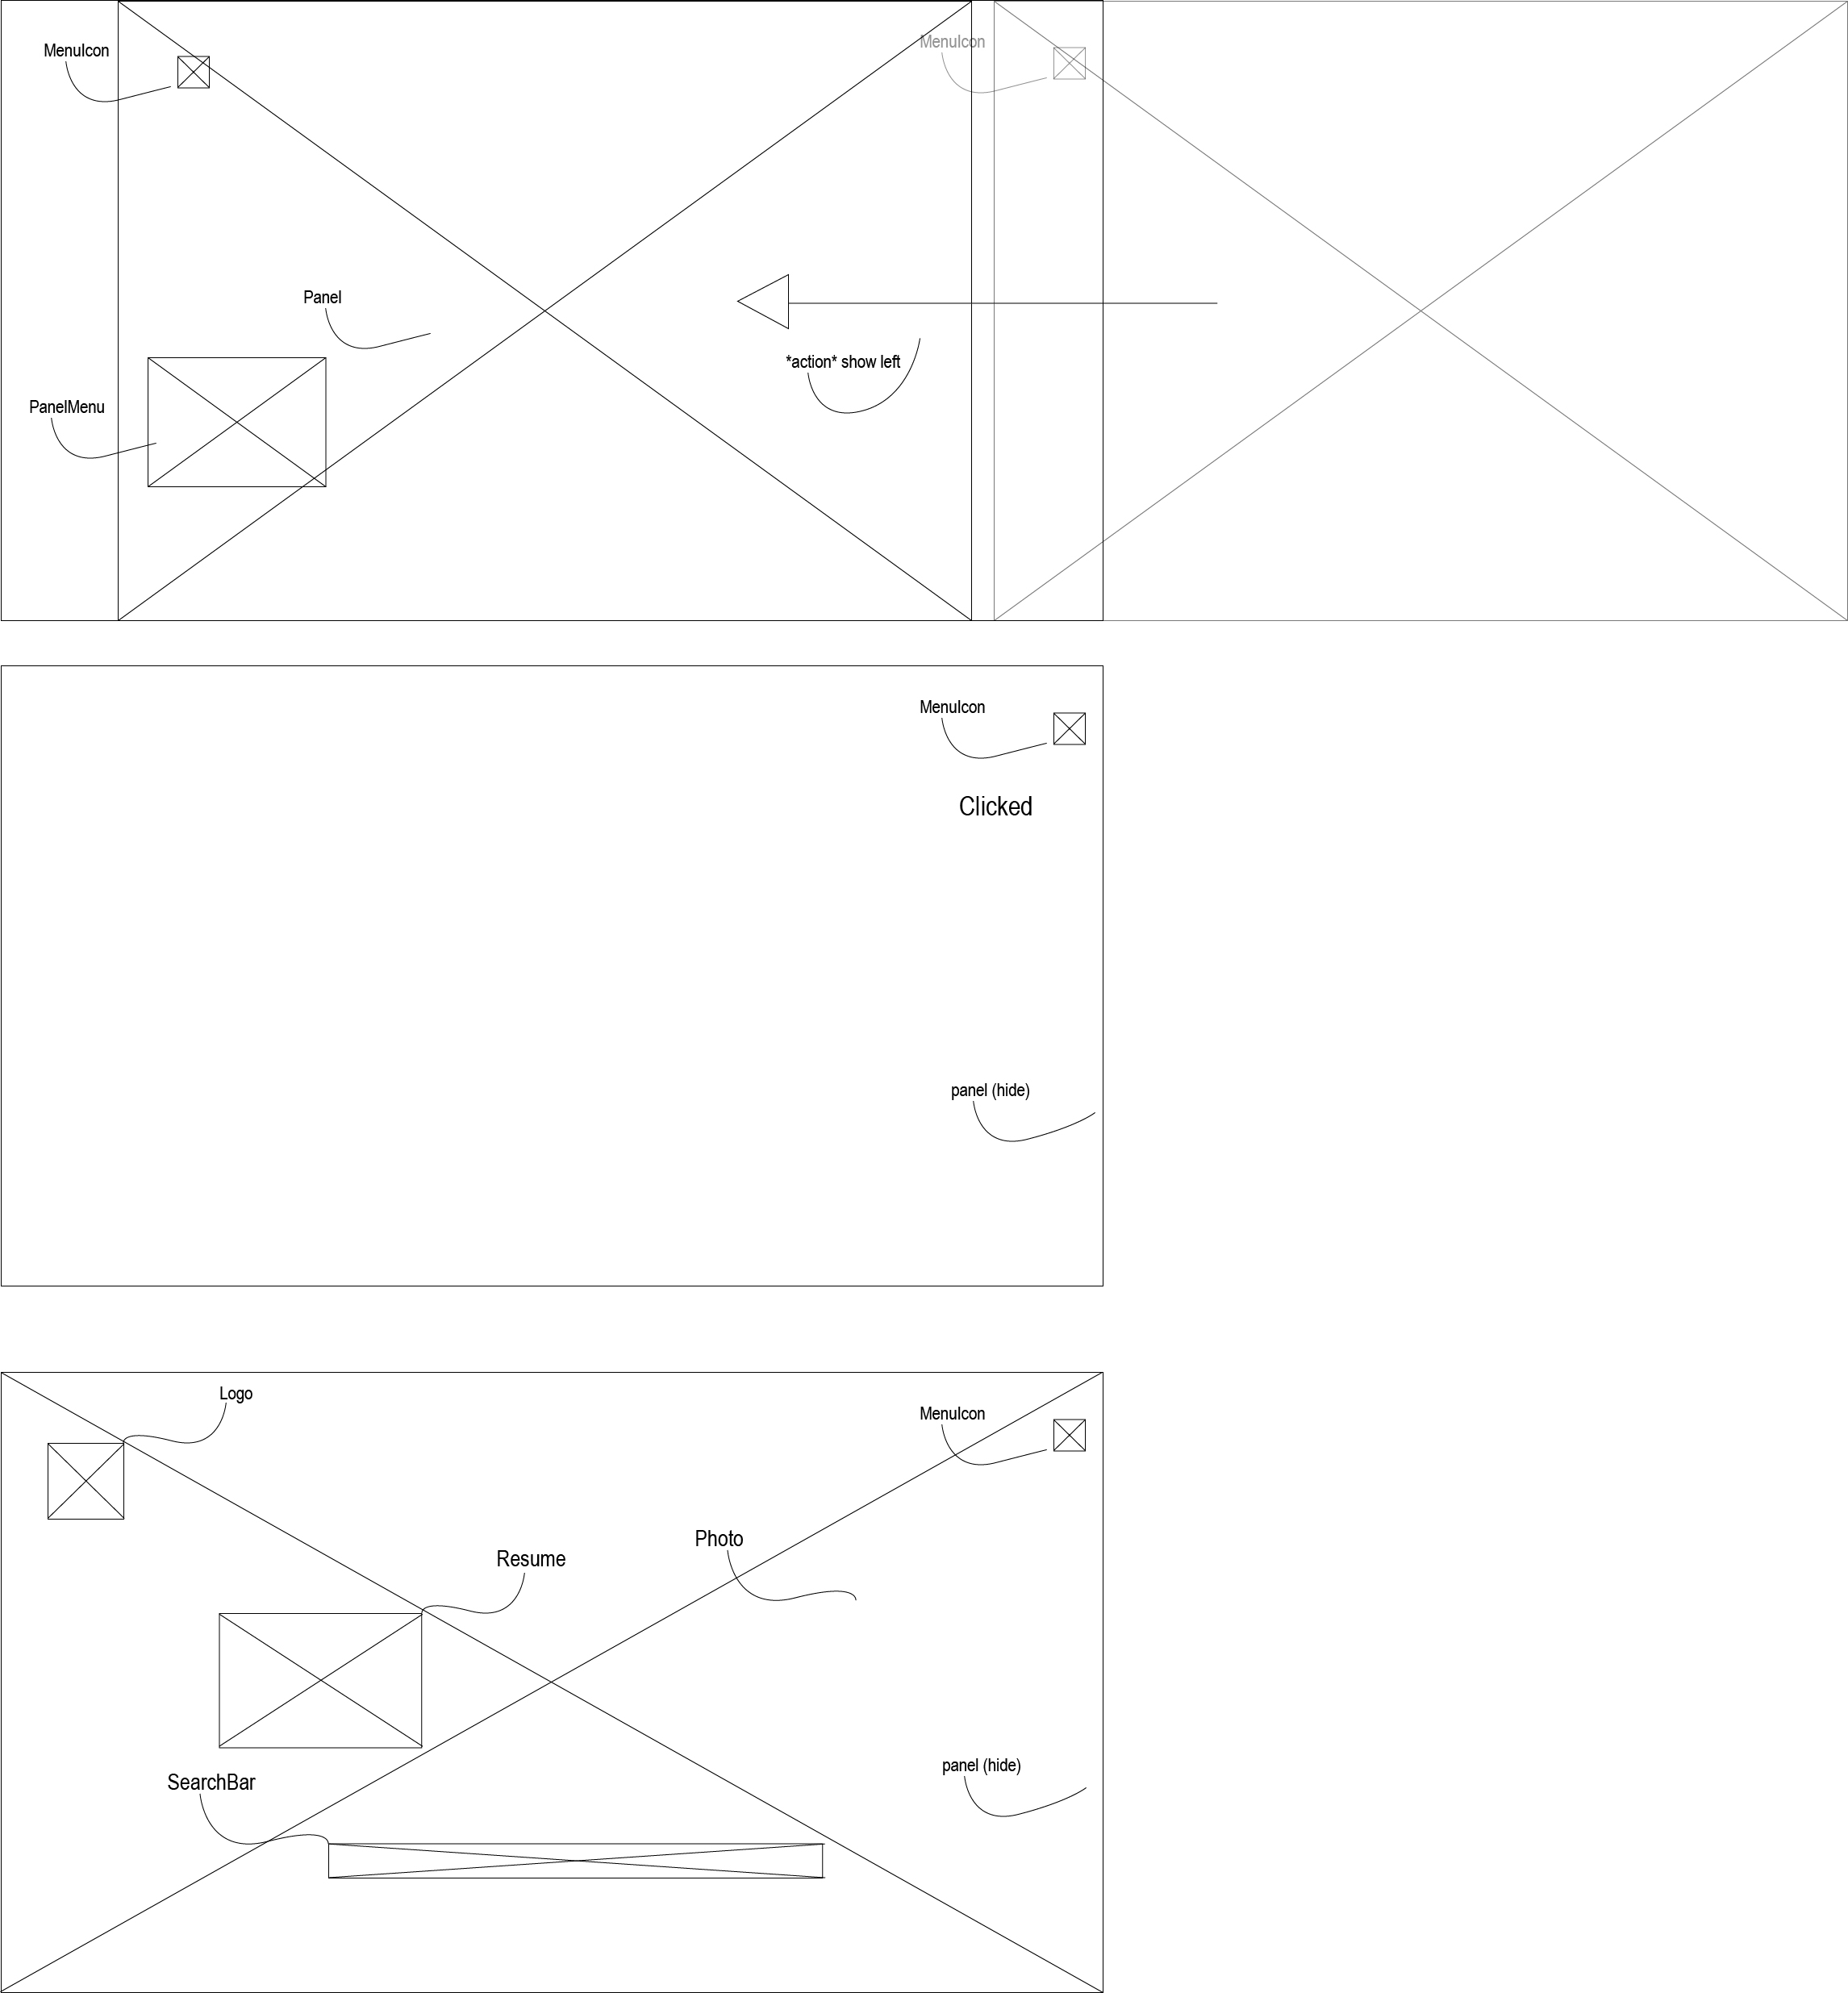 MenuIcon
MenuIcon
Panel
*action* show left
PanelMenu
MenuIcon
Clicked
panel (hide)
Logo
MenuIcon
Photo
Resume
panel (hide)
SearchBar